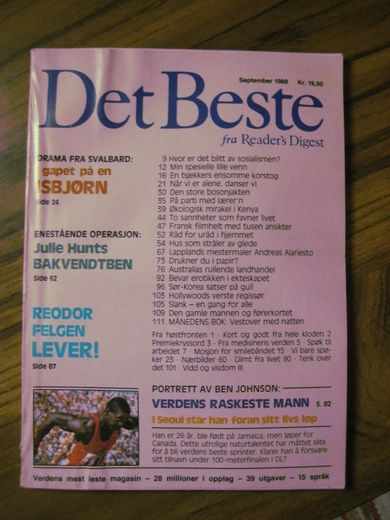 September 1988 Kr. 19,50
Det Beste
fra Reader's Digest
DRAMA FRA SVALBARD:
I gapet på en
ISBJØRN
Side 24
ENESTÅENDE OPERASJON:
Julie Hunts
BAKVENDTBEN
Side 62
REODOR
FELGEN
LEVER!
Side 87
9 Hvor er det blitt av sosialismen?
12 Min spesielle lille venn
16 En tsjekkers ensomme korstog
21 Når vi er alene, danser vi
30 Den store bosonjakten
35 På parti med lærer'n
39 Økologisk mirakel i Kenya
44 To sannheter som favner livet
47 Fransk filmhelt med tusen ansikter
52 Råd for uråd i hjemmet
54 Hus som stråler av glede
67 Lapplands mestermaler Andreas Alariesto
73 Drukner du i papir?
76 Australias rullende landhandel
92 Bevar erotikken i ekteskapet
96 Sør-Korea satser på gull
103 Hollywoods verste regissør
105 Slank – en gang for alle
109 Den gamle mannen og førerkortet
111 MÅNEDENS BOK: Vestover med natten
Fra høstfronten 1 · Kort og godt fra hele kloden 2
Premiekryssord 3 · Fra medisinens verden 5 · Spøk til
arbeidet 7 · Mosjon for smilebåndet 15 · Vi bare spø-
ker 23 · Nærbilder 60 · Glimt fra livet 90 · Tenk over
det 101 · Vidd og visdom III
PORTRETT AV BEN JOHNSON:
VERDENS RASKESTE MANN S. 82
I Seoul står han foran sitt livs løp
Han er 26 år, ble født på Jamaica, men løper for
Canada. Dette utrolige naturtalentet har måttet slite
for å bli verdens beste sprinter. Klarer han å forsvare
sitt tilnavn under 100-meterfinalen i OL?
Verdens mest leste magasin – 28 millioner i opplag – 39 utgaver – 15 språk